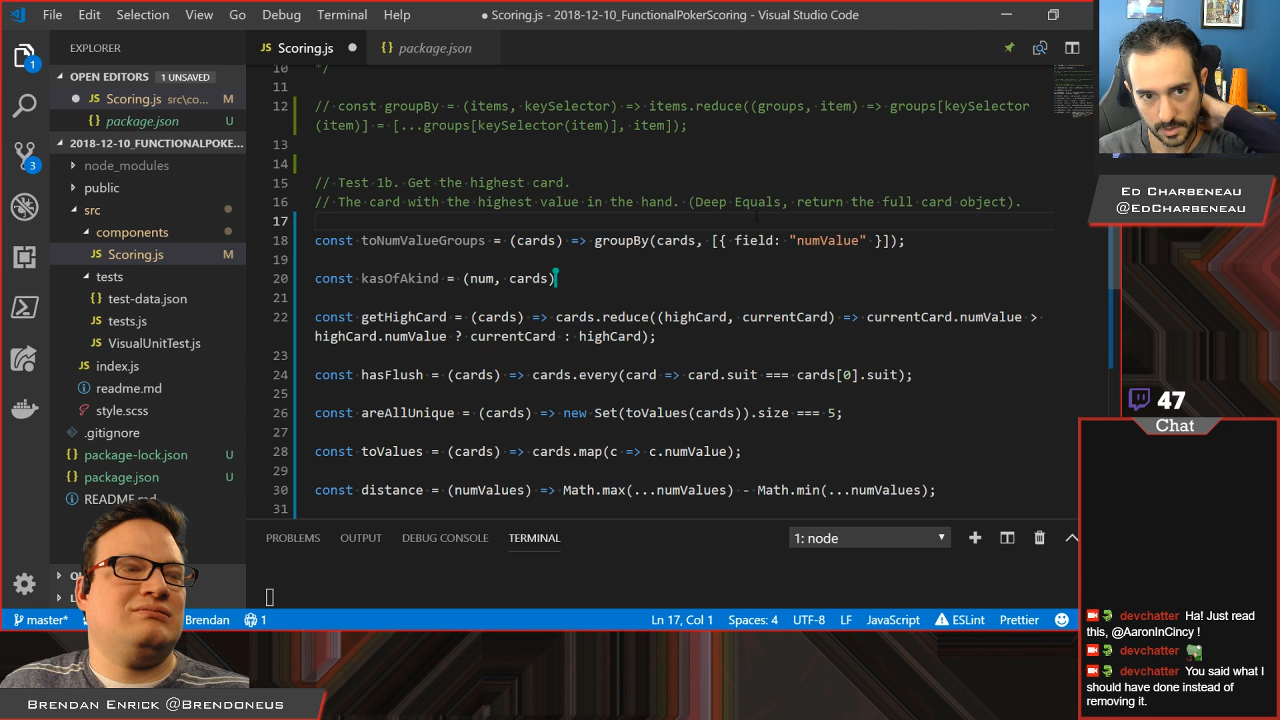 File Edit Selection View Go Debug Terminal Help
● Scoring.js - 2018-12-10_FunctionalPokerScoring - Visual Studio Code
EXPLORER
OPEN EDITORS 1 UNSAVED
● JS Scoring.js src\co... M
{} package.json U
2018-12-10_FUNCTIONALPOKE...
node_modules
public
src
components
JS Scoring.js M
tests
{} test-data.json
JS tests.js
JS VisualUnitTest.js
JS index.js
readme.md
style.scss
.gitignore
{} package-lock.json U
{} package.json U
README.md
1
3
JS Scoring.js ●
{} package.json
10 */
11
12 // const groupBy = (items, keySelector) => items.reduce((groups, item) => groups[keySelector
(item)] = [...groups[keySelector(item)], item]);
13
14
15 // Test 1b. Get the highest card.
16 // The card with the highest value in the hand. (Deep Equals, return the full card object).
17
18 const toNumValueGroups = (cards) => groupBy(cards, [{ field: "numValue" }]);
19
20 const kasOfAkind = (num, cards)
21
22 const getHighCard = (cards) => cards.reduce((highCard, currentCard) => currentCard.numValue >
highCard.numValue ? currentCard : highCard);
23
24 const hasFlush = (cards) => cards.every(card => card.suit === cards[0].suit);
25
26 const areAllUnique = (cards) => new Set(toValues(cards)).size === 5;
27
28 const toValues = (cards) => cards.map(c => c.numValue);
29
30 const distance = (numValues) => Math.max(...numValues) - Math.min(...numValues);
31
PROBLEMS OUTPUT DEBUG CONSOLE TERMINAL
1: node
master*
Brendan
1
Ln 17, Col 1 Spaces: 4 UTF-8 LF JavaScript ESLint Prettier
BRENDAN ENRICK @BRENDONEUS
ED CHARBENEAU
@EDCHARBENEAU
47
Chat
devchatter Ha! Just read
this, @AaronInCincy !
devchatter
devchatter You said what I
should have done instead of
removing it.